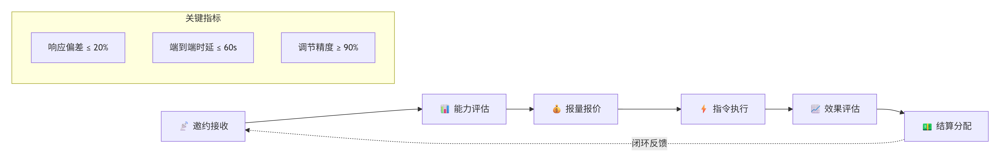 关键指标
响应偏差 ≤ 20%
端到端时延 ≤ 60s
调节精度 ≥ 90%
📡 邀约接收
📊 能力评估
💰 报量报价
⚡ 指令执行
📈 效果评估
💵 结算分配
闭环反馈